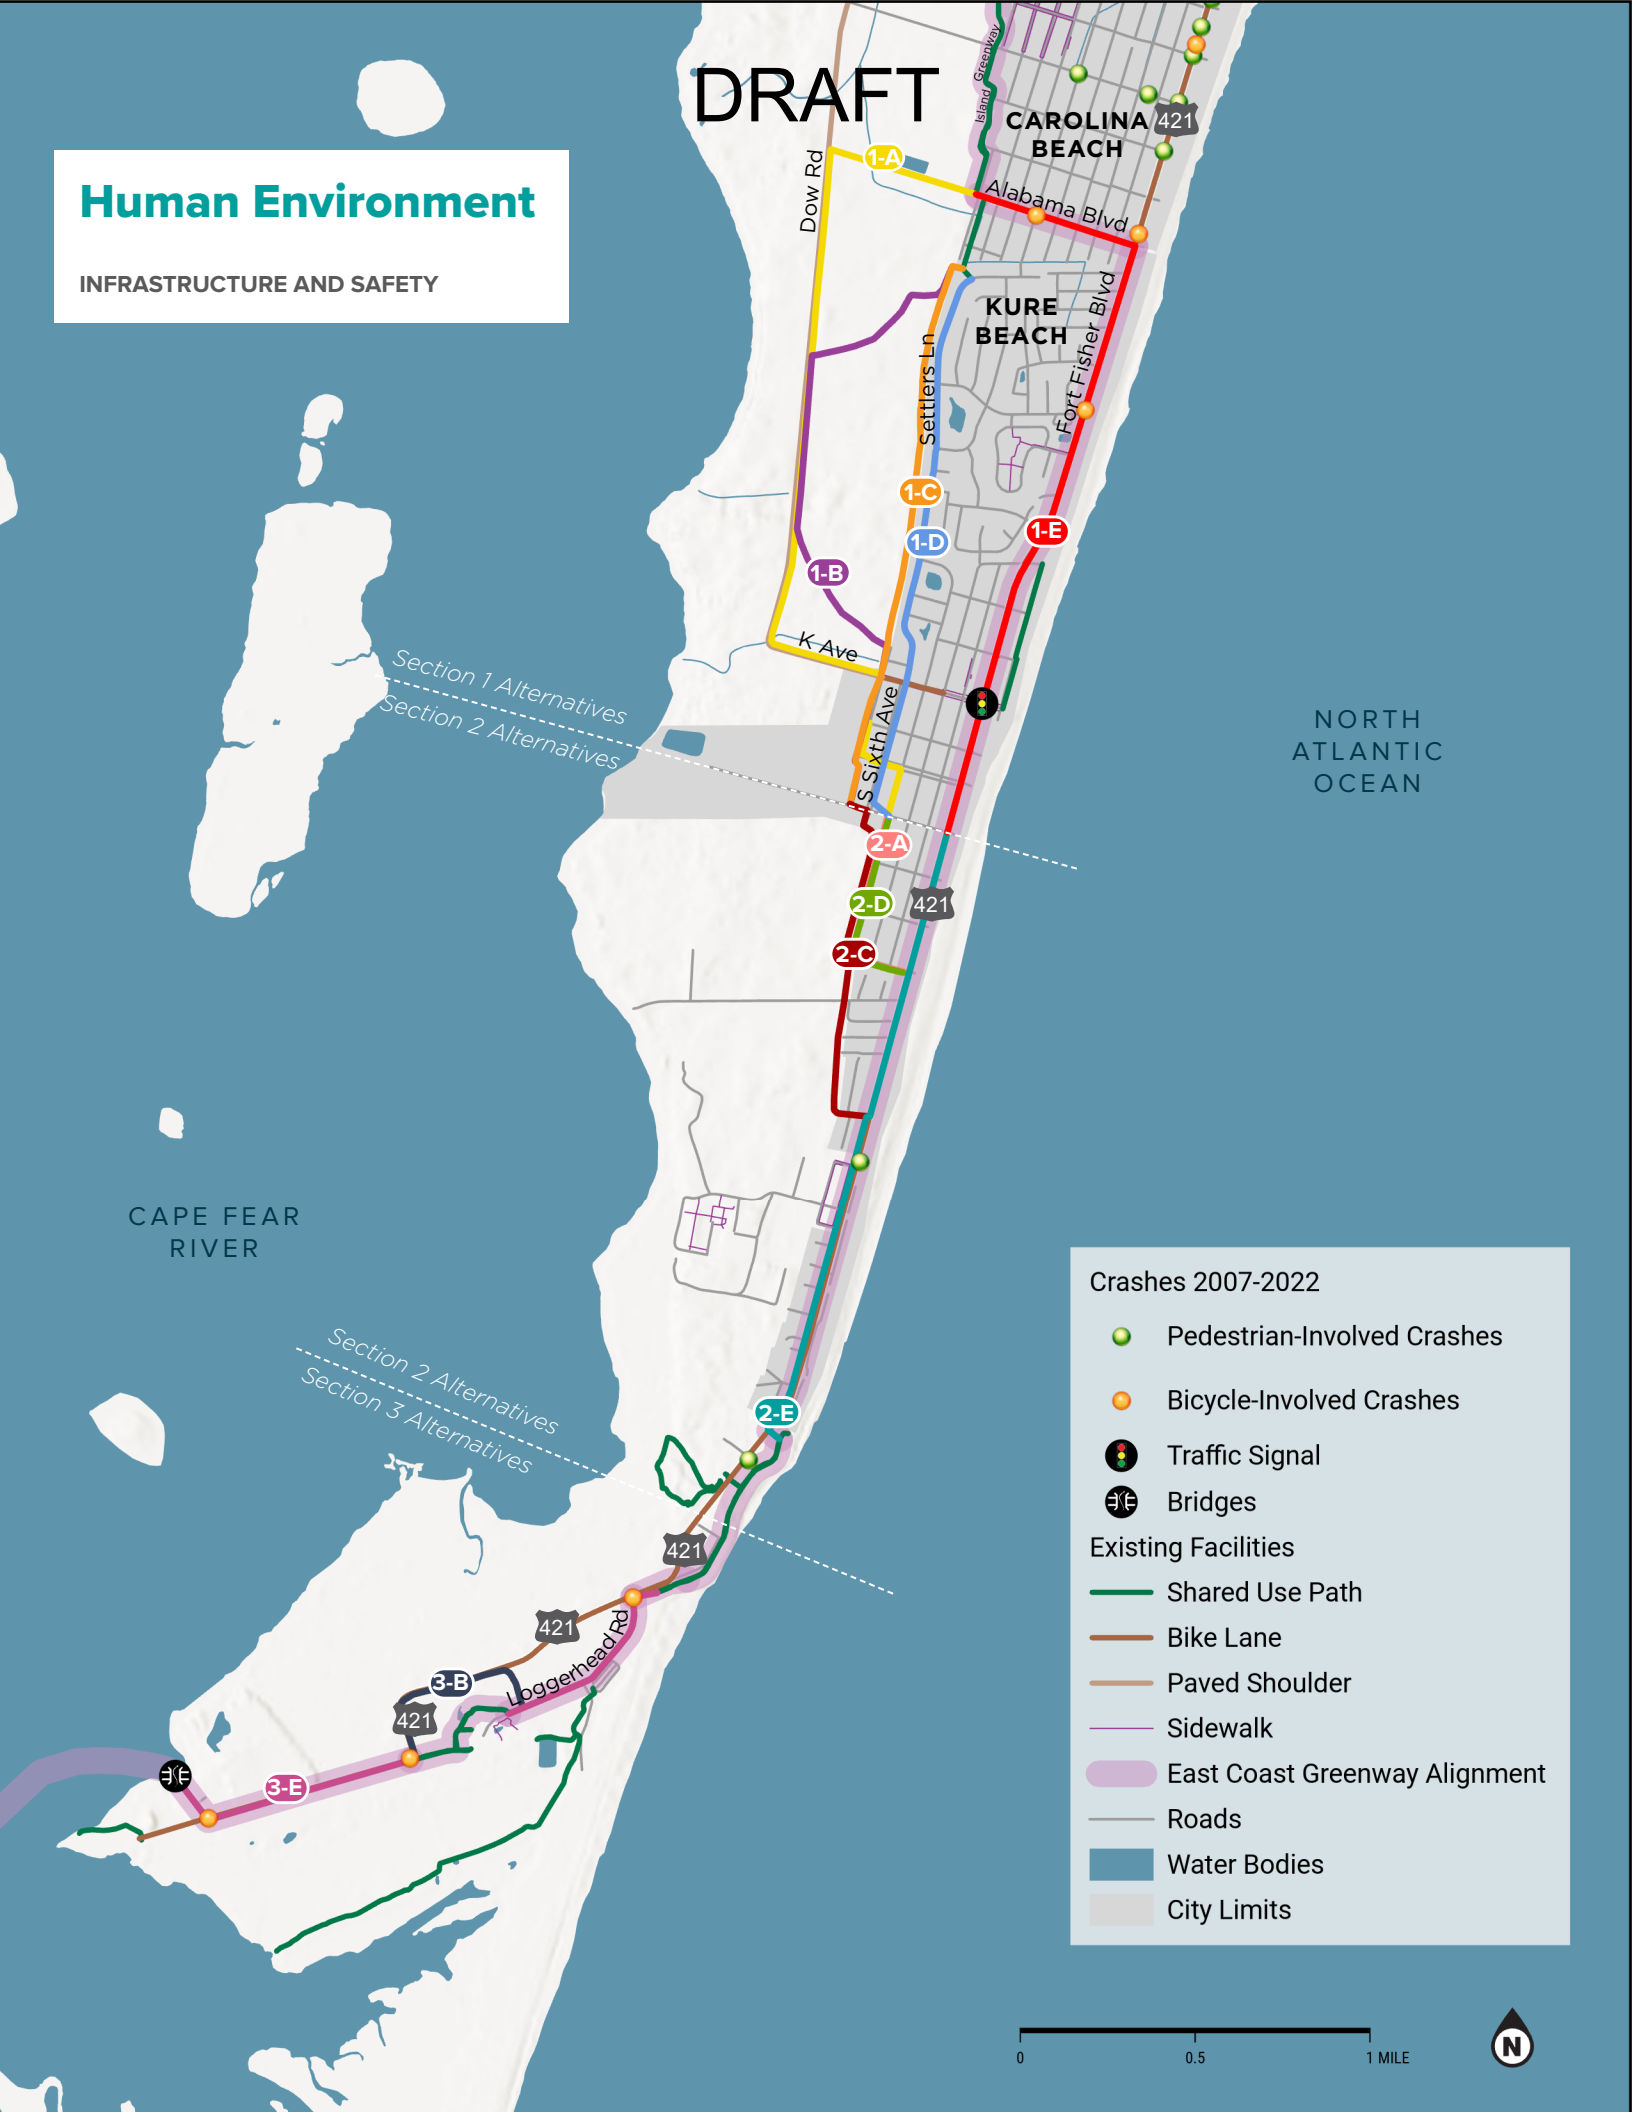 DRAFT
Human Environment
INFRASTRUCTURE AND SAFETY
Island Greenway
CAROLINA
BEACH
421
Dow Rd
1-A
Alabama Blvd
KURE
BEACH
Fort Fisher Blvd
Settlers Ln
1-C
1-D
1-E
1-B
K Ave
Section 1 Alternatives
Section 2 Alternatives
S Sixth Ave
NORTH
ATLANTIC
OCEAN
2-A
2-D
421
2-C
CAPE FEAR
RIVER
Section 2 Alternatives
Section 3 Alternatives
2-E
421
421
Loggerhead Rd
3-B
421
3-E
Crashes 2007-2022
Pedestrian-Involved Crashes
Bicycle-Involved Crashes
Traffic Signal
Bridges
Existing Facilities
Shared Use Path
Bike Lane
Paved Shoulder
Sidewalk
East Coast Greenway Alignment
Roads
Water Bodies
City Limits
0 0.5 1 MILE
N